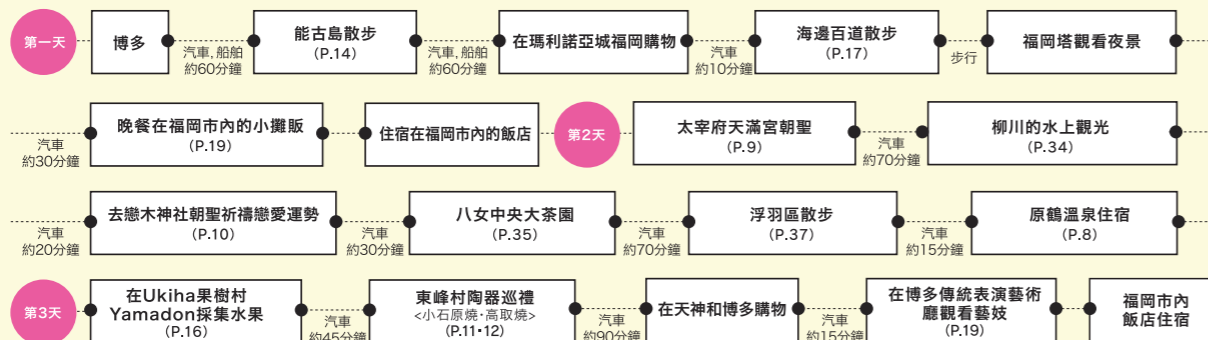 第一天
博多
汽車,船舶
約60分鐘
能古島散步
(P.14)
汽車,船舶
約60分鐘
在瑪利諾亞城福岡購物
汽車
約10分鐘
海邊百道散步
(P.17)
步行
福岡塔觀看夜景
汽車
約30分鐘
晚餐在福岡市內的小攤販
(P.19)
住宿在福岡市內的飯店
第2天
太宰府天滿宮朝聖
(P.9)
汽車
約70分鐘
柳川的水上觀光
(P.34)
汽車
約20分鐘
去戀木神社朝聖祈禱戀愛運勢
(P.10)
汽車
約30分鐘
八女中央大茶園
(P.35)
汽車
約70分鐘
浮羽區散步
(P.37)
汽車
約15分鐘
原鶴溫泉住宿
(P.8)
第3天
在Ukiha果樹村
Yamadon採集水果
(P.16)
汽車
約45分鐘
東峰村陶器巡禮
<小石原燒・高取燒>
(P.11・12)
汽車
約90分鐘
在天神和博多購物
汽車
約15分鐘
在博多傳統表演藝術
廳觀看藝妓
(P.19)
福岡市內
飯店住宿